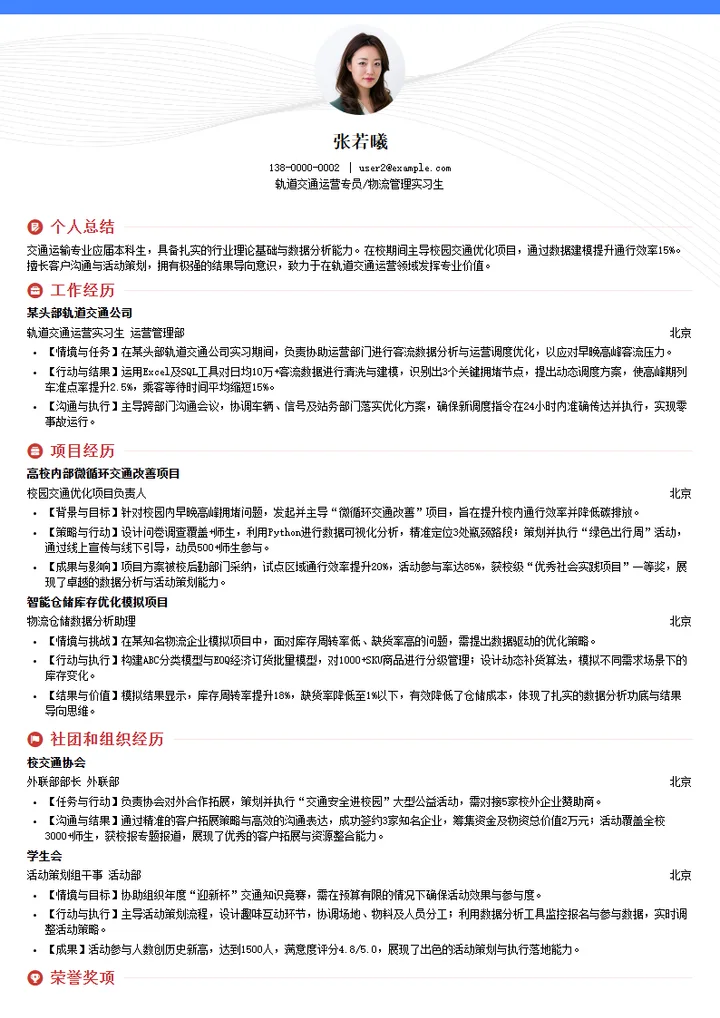 张若曦
138-0000-0002 | user2@example.com
轨道交通运营专员/物流管理实习生
个人总结
交通运输专业应届本科生，具备扎实的行业理论基础与数据分析能力。在校期间主导校园交通优化项目，通过数据建模提升通行效率15%。
擅长客户沟通与活动策划，拥有极强的结果导向意识，致力于在轨道交通运营领域发挥专业价值。
工作经历
某头部轨道交通公司
轨道交通运营实习生 运营管理部 北京
• 【情境与任务】在某头部轨道交通公司实习期间，负责协助运营部门进行客流数据分析与运营调度优化，以应对早晚高峰客流压力。
• 【行动与结果】运用Excel及SQL工具对日均10万+客流数据进行清洗与建模，识别出3个关键拥堵节点，提出动态调度方案，使高峰期列
车准点率提升2.5%，乘客等待时间平均缩短15%。
• 【沟通与执行】主导跨部门沟通会议，协调车辆、信号及站务部门落实优化方案，确保新调度指令在24小时内准确传达并执行，实现零
事故运行。
项目经历
高校内部微循环交通改善项目
校园交通优化项目负责人 北京
• 【背景与目标】针对校园内早晚高峰拥堵问题，发起并主导“微循环交通改善”项目，旨在提升校内通行效率并降低碳排放。
• 【策略与行动】设计问卷调查覆盖+师生，利用Python进行数据可视化分析，精准定位3处瓶颈路段；策划并执行“绿色出行周”活动，
通过线上宣传与线下引导，动员500+师生参与。
• 【成果与影响】项目方案被校后勤部门采纳，试点区域通行效率提升20%，活动参与率达85%，获校级“优秀社会实践项目”一等奖，展
现了卓越的数据分析与活动策划能力。
智能仓储库存优化模拟项目
物流仓储数据分析助理 北京
• 【情境与挑战】在某知名物流企业模拟项目中，面对库存周转率低、缺货率高的问题，需提出数据驱动的优化策略。
• 【行动与执行】构建ABC分类模型与EOQ经济订货批量模型，对1000+SKU商品进行分级管理；设计动态补货算法，模拟不同需求场景下的
库存变化。
• 【结果与价值】模拟结果显示，库存周转率提升18%，缺货率降低至1%以下，有效降低了仓储成本，体现了扎实的数据分析功底与结果
导向思维。
社团和组织经历
校交通协会
外联部部长 外联部 北京
• 【任务与行动】负责协会对外合作拓展，策划并执行“交通安全进校园”大型公益活动，需对接5家校外企业赞助商。
• 【沟通与结果】通过精准的客户拓展策略与高效的沟通表达，成功签约3家知名企业，筹集资金及物资总价值2万元；活动覆盖全校
3000+师生，获校报专题报道，展现了优秀的客户拓展与资源整合能力。
学生会
活动策划组干事 活动部 北京
• 【情境与目标】协助组织年度“迎新杯”交通知识竞赛，需在预算有限的情况下确保活动效果与参与度。
• 【行动与执行】主导活动策划流程，设计趣味互动环节，协调场地、物料及人员分工；利用数据分析工具监控报名与参与数据，实时调
整活动策略。
• 【成果】活动参与人数创历史新高，达到1500人，满意度评分4.8/5.0，展现了出色的活动策划与执行落地能力。
荣誉奖项